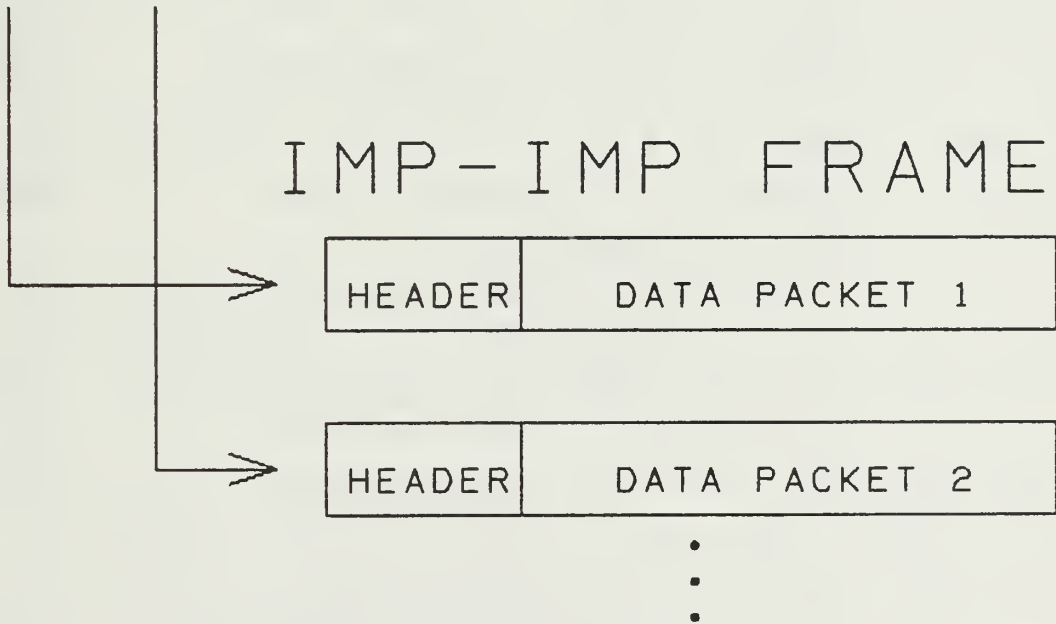 IMP-IMP FRAME
HEADER DATA PACKET 1
HEADER DATA PACKET 2